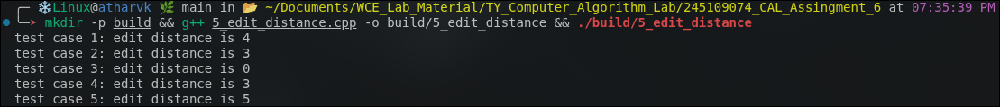 ❄️Linux@atharvk 🌿 main in 📂 ~/Documents/WCE_Lab_Material/TY_Computer_Algorithm_Lab/245109074_CAL_Assingment_6 at 07:35:39 PM
mkdir -p build && g++ 5_edit_distance.cpp -o build/5_edit_distance && ./build/5_edit_distance
test case 1: edit distance is 4
test case 2: edit distance is 3
test case 3: edit distance is 0
test case 4: edit distance is 3
test case 5: edit distance is 5